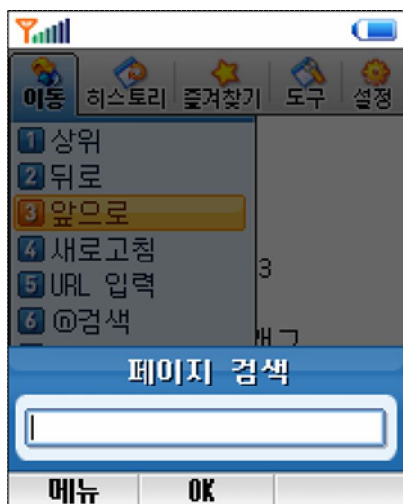 이동 히스토리 즐겨찾기 도구 설정
1 상위
2 뒤로
3 앞으로
4 새로고침
3
5 URL 입력
6 ⓝ검색
페이지 검색
메뉴 OK